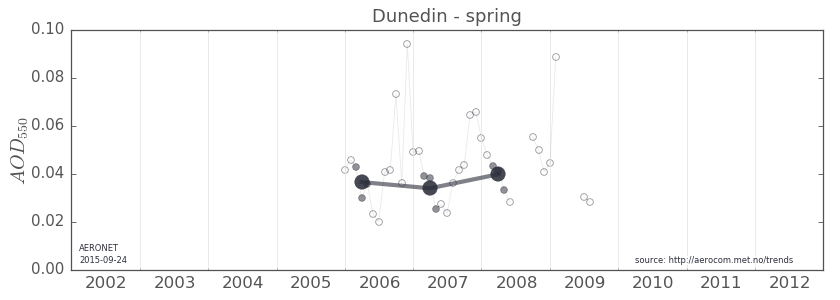 Dunedin - spring
0.10
0.08
0.06
0.04
0.02
0.00
AOD550
AERONET
2015-09-24
source: http://aerocom.met.no/trends
2002 2003 2004 2005 2006 2007 2008 2009 2010 2011 2012